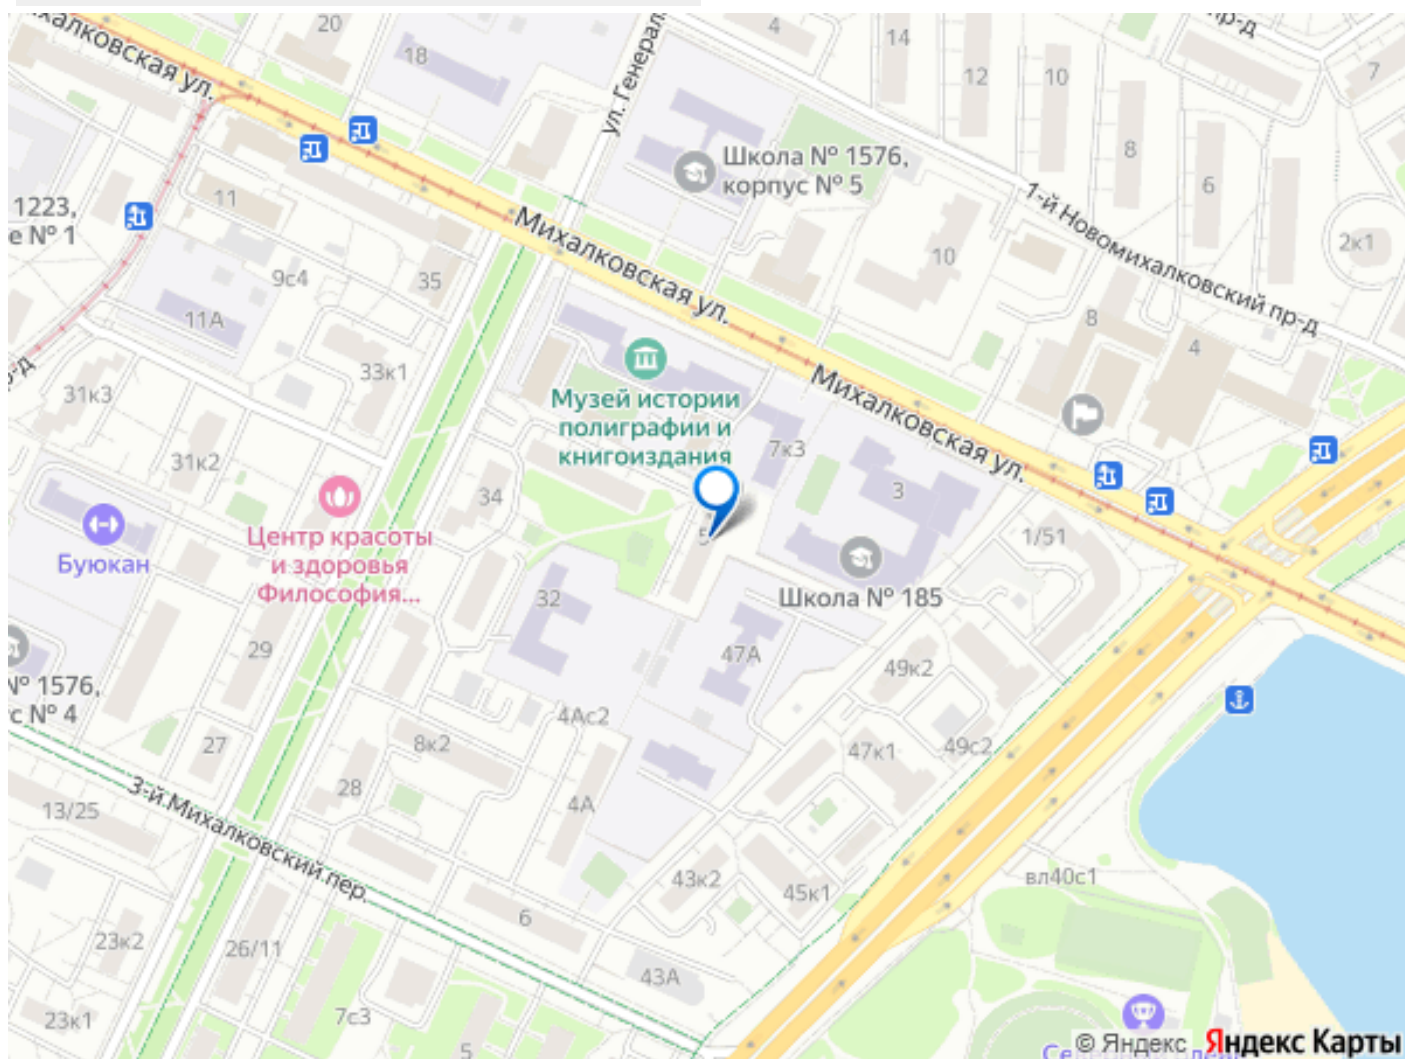 Михалковская ул.
20
18
ул. Генерал
4
14
12
10
пр-д
7
8
6
Школа № 1576,
корпус № 5
1-й Новомихалковский пр-д
2к1
11
1223,
е № 1
9с4
35
11А
Михалковская ул.
10
8
4
33к1
31к3
Музей истории
полиграфии и
книгоиздания
Михалковская ул.
7к3
31к2
34
3
5
1/51
Буюкан
Центр красоты
и здоровья
Философия...
32
Школа № 185
29
47А
49к2
№ 1576,
с № 4
4Ас2
27
8к2
47к1
49с2
28
4А
13/25
3-й Михалковский пер.
43к2
45к1
вл40с1
6
23к2
26/11
43А
23к1
7с3
5
© Яндекс Яндекс Карты